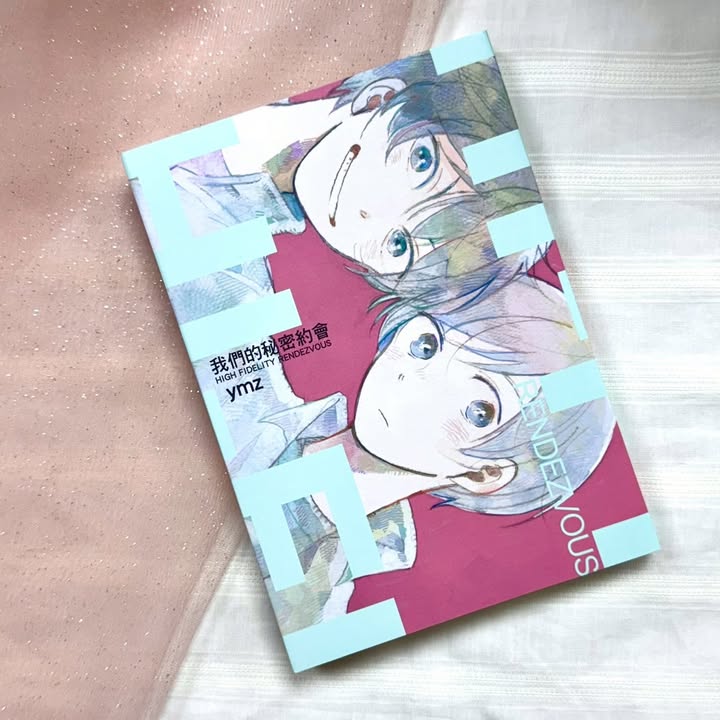 我們的秘密約會
HIGH FIDELITY RENDEZVOUS
ymz
RENDEZVOUS